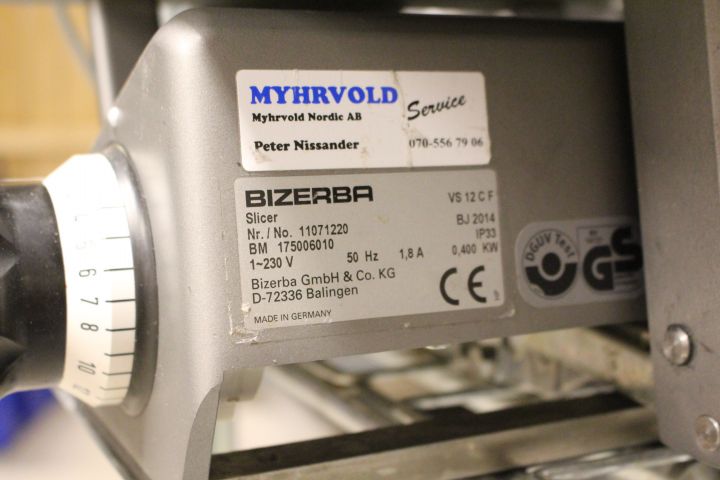 MYHRVOLD
Service
Myhrvold Nordic AB
Peter Nissander
070-556 79 06
BIZERBA
VS 12 C F
Slicer
Nr. / No. 11071220
BJ 2014
BM 175006010
IP33
1~230 V 50 Hz 1,8 A 0,400 KW
Bizerba GmbH & Co. KG
D-72336 Balingen
CE
MADE IN GERMANY
DGUV Test
GS
5
6
7
8
10